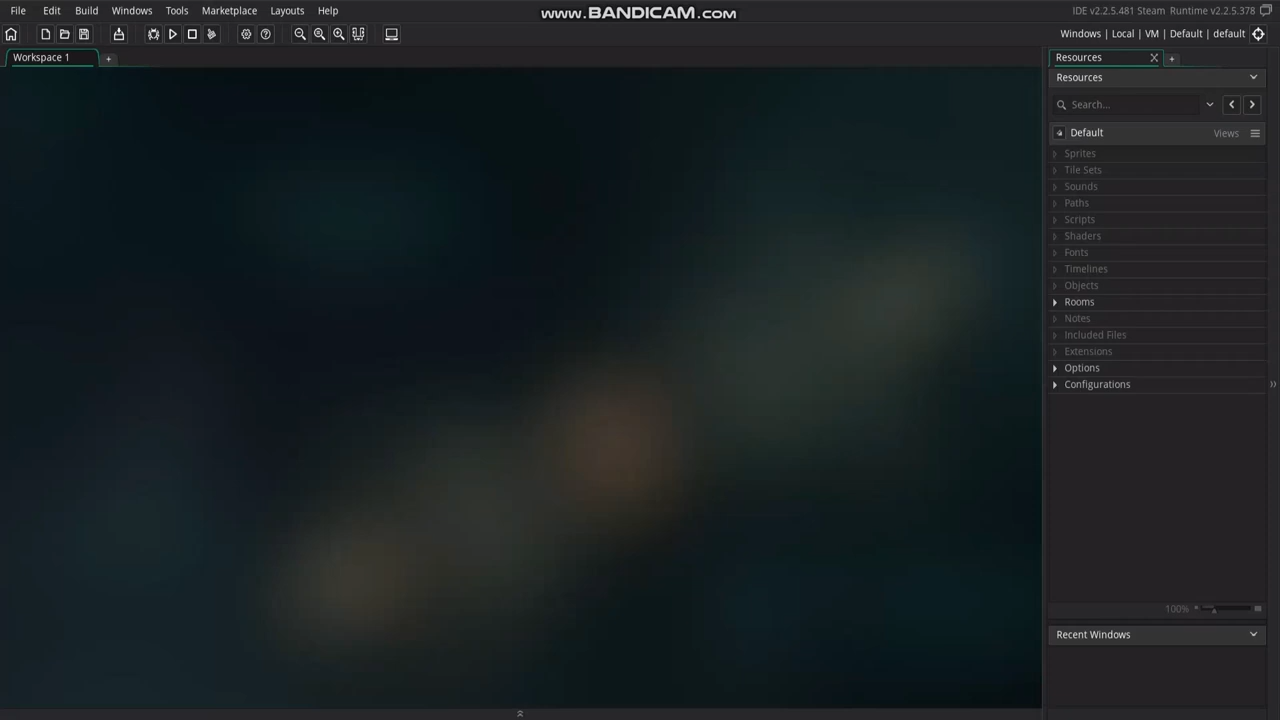 File Edit Build Windows Tools Marketplace Layouts Help
www.BANDICAM.com
IDE v2.2.5.481 Steam Runtime v2.2.5.378
Windows | Local | VM | Default | default
Workspace 1 +
Resources X +
Resources
Search...
Default Views
Sprites
Tile Sets
Sounds
Paths
Scripts
Shaders
Fonts
Timelines
Objects
Rooms
Notes
Included Files
Extensions
Options
Configurations
100%
Recent Windows